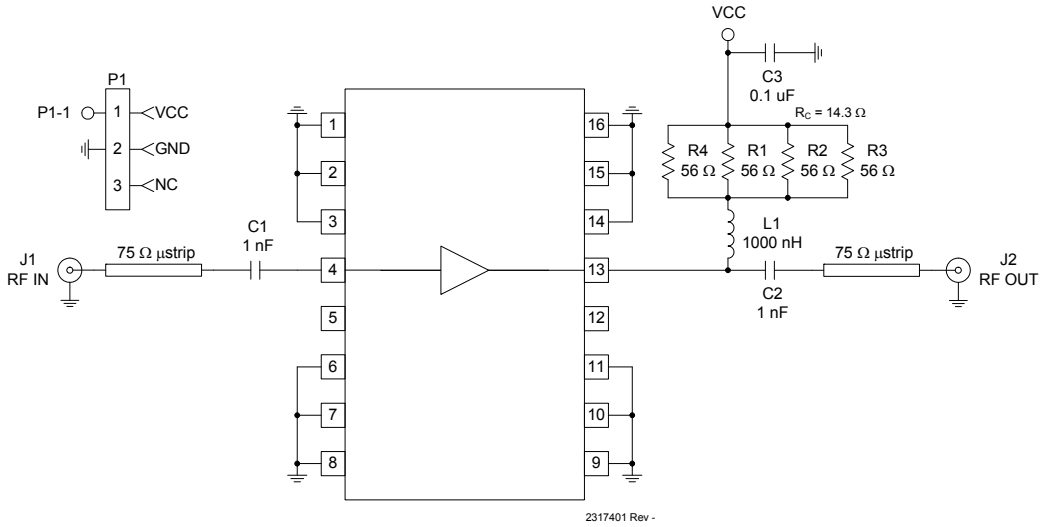 VCC
C3
0.1 uF
P1
P1-1
1
VCC
2
GND
3
NC
R_C = 14.3 Ω
R4
56 Ω
R1
56 Ω
R2
56 Ω
R3
56 Ω
1
16
2
15
3
14
C1
1 nF
L1
1000 nH
J1
RF IN
75 Ω µstrip
4
13
C2
1 nF
75 Ω µstrip
J2
RF OUT
5
12
6
11
7
10
8
9
2317401 Rev -